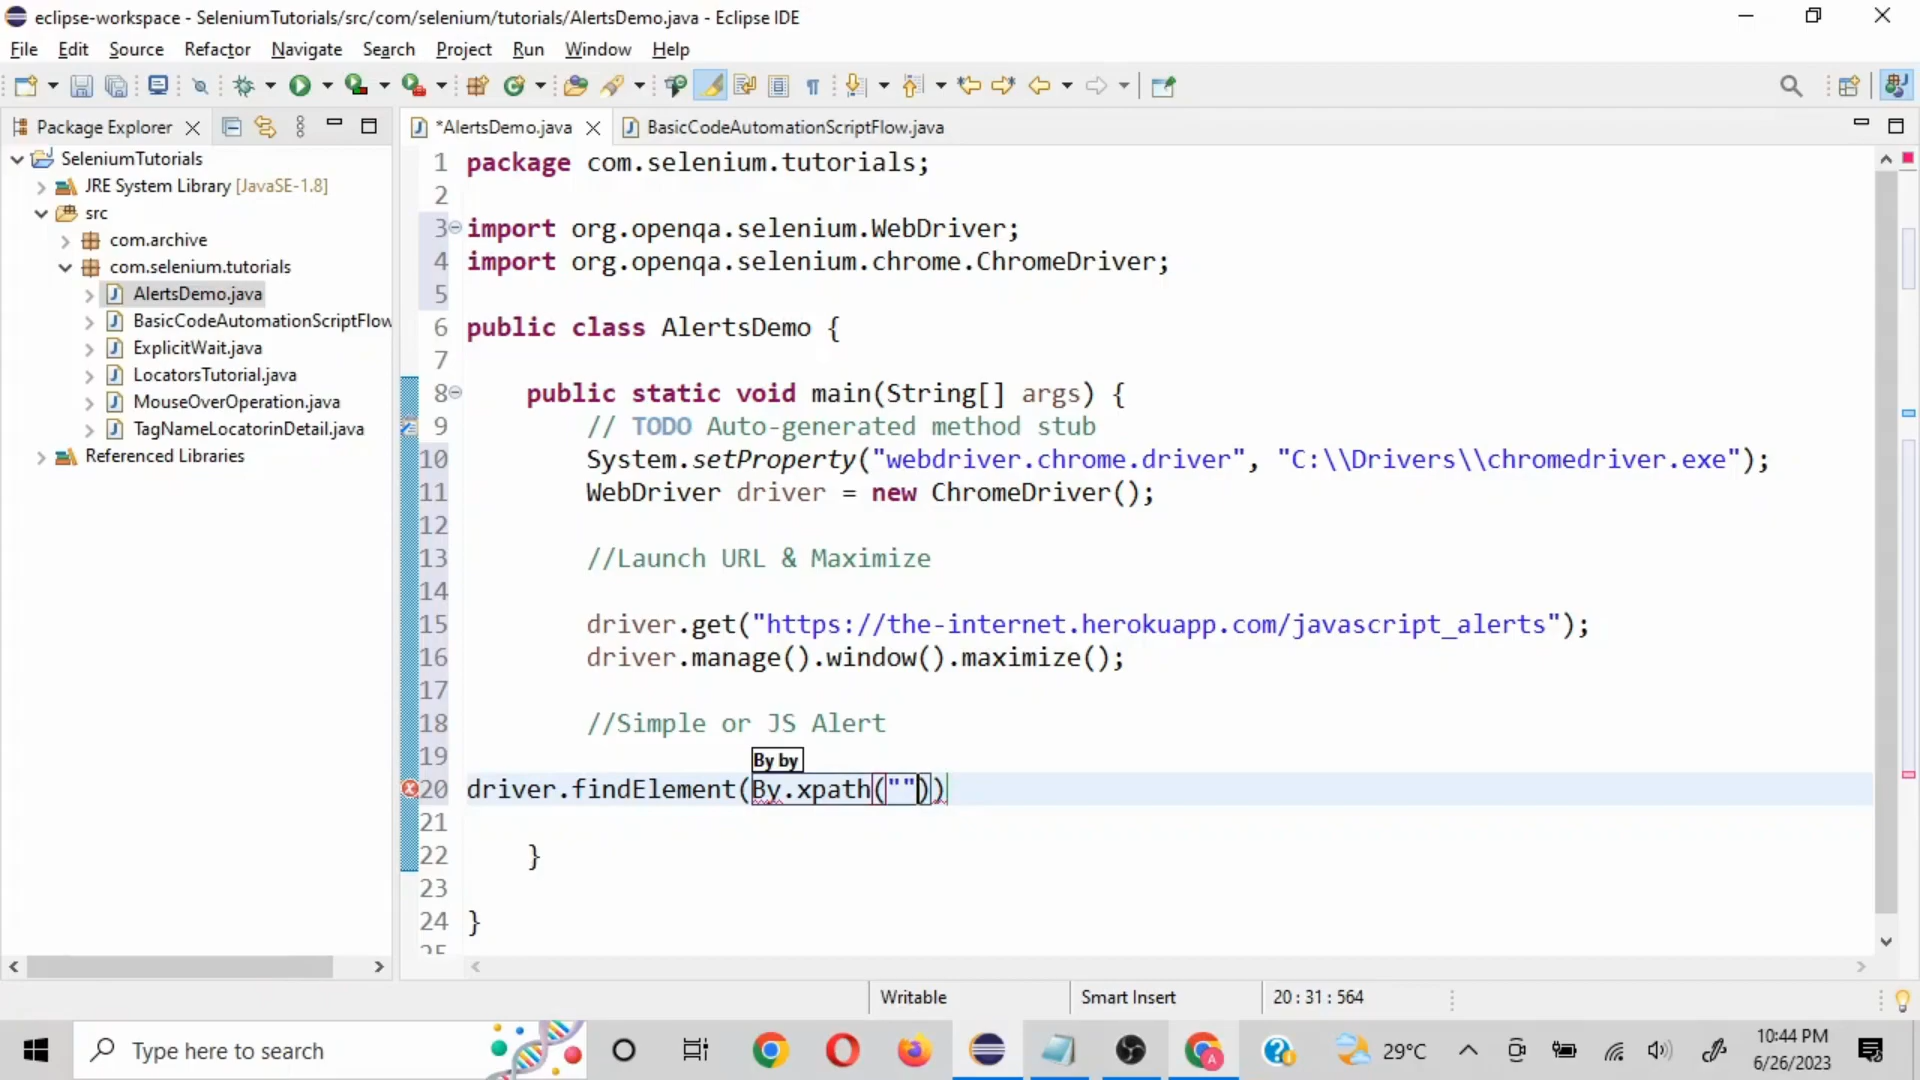 eclipse-workspace - SeleniumTutorials/src/com/selenium/tutorials/AlertsDemo.java - Eclipse IDE
File Edit Source Refactor Navigate Search Project Run Window Help
Package Explorer
*AlertsDemo.java
BasicCodeAutomationScriptFlow.java
SeleniumTutorials
JRE System Library [JavaSE-1.8]
src
com.archive
com.selenium.tutorials
AlertsDemo.java
BasicCodeAutomationScriptFlow
ExplicitWait.java
LocatorsTutorial.java
MouseOverOperation.java
TagNameLocatorinDetail.java
Referenced Libraries
1 package com.selenium.tutorials;
2
3 import org.openqa.selenium.WebDriver;
4 import org.openqa.selenium.chrome.ChromeDriver;
5
6 public class AlertsDemo {
7
8 public static void main(String[] args) {
9 // TODO Auto-generated method stub
10 System.setProperty("webdriver.chrome.driver", "C:\\Drivers\\chromedriver.exe");
11 WebDriver driver = new ChromeDriver();
12
13 //Launch URL & Maximize
14
15 driver.get("https://the-internet.herokuapp.com/javascript_alerts");
16 driver.manage().window().maximize();
17
18 //Simple or JS Alert
19
By by
20 driver.findElement(By.xpath(""))
21
22 }
23
24 }
25
Writable
Smart Insert
20 : 31 : 564
Type here to search
A
29°C
10:44 PM
6/26/2023